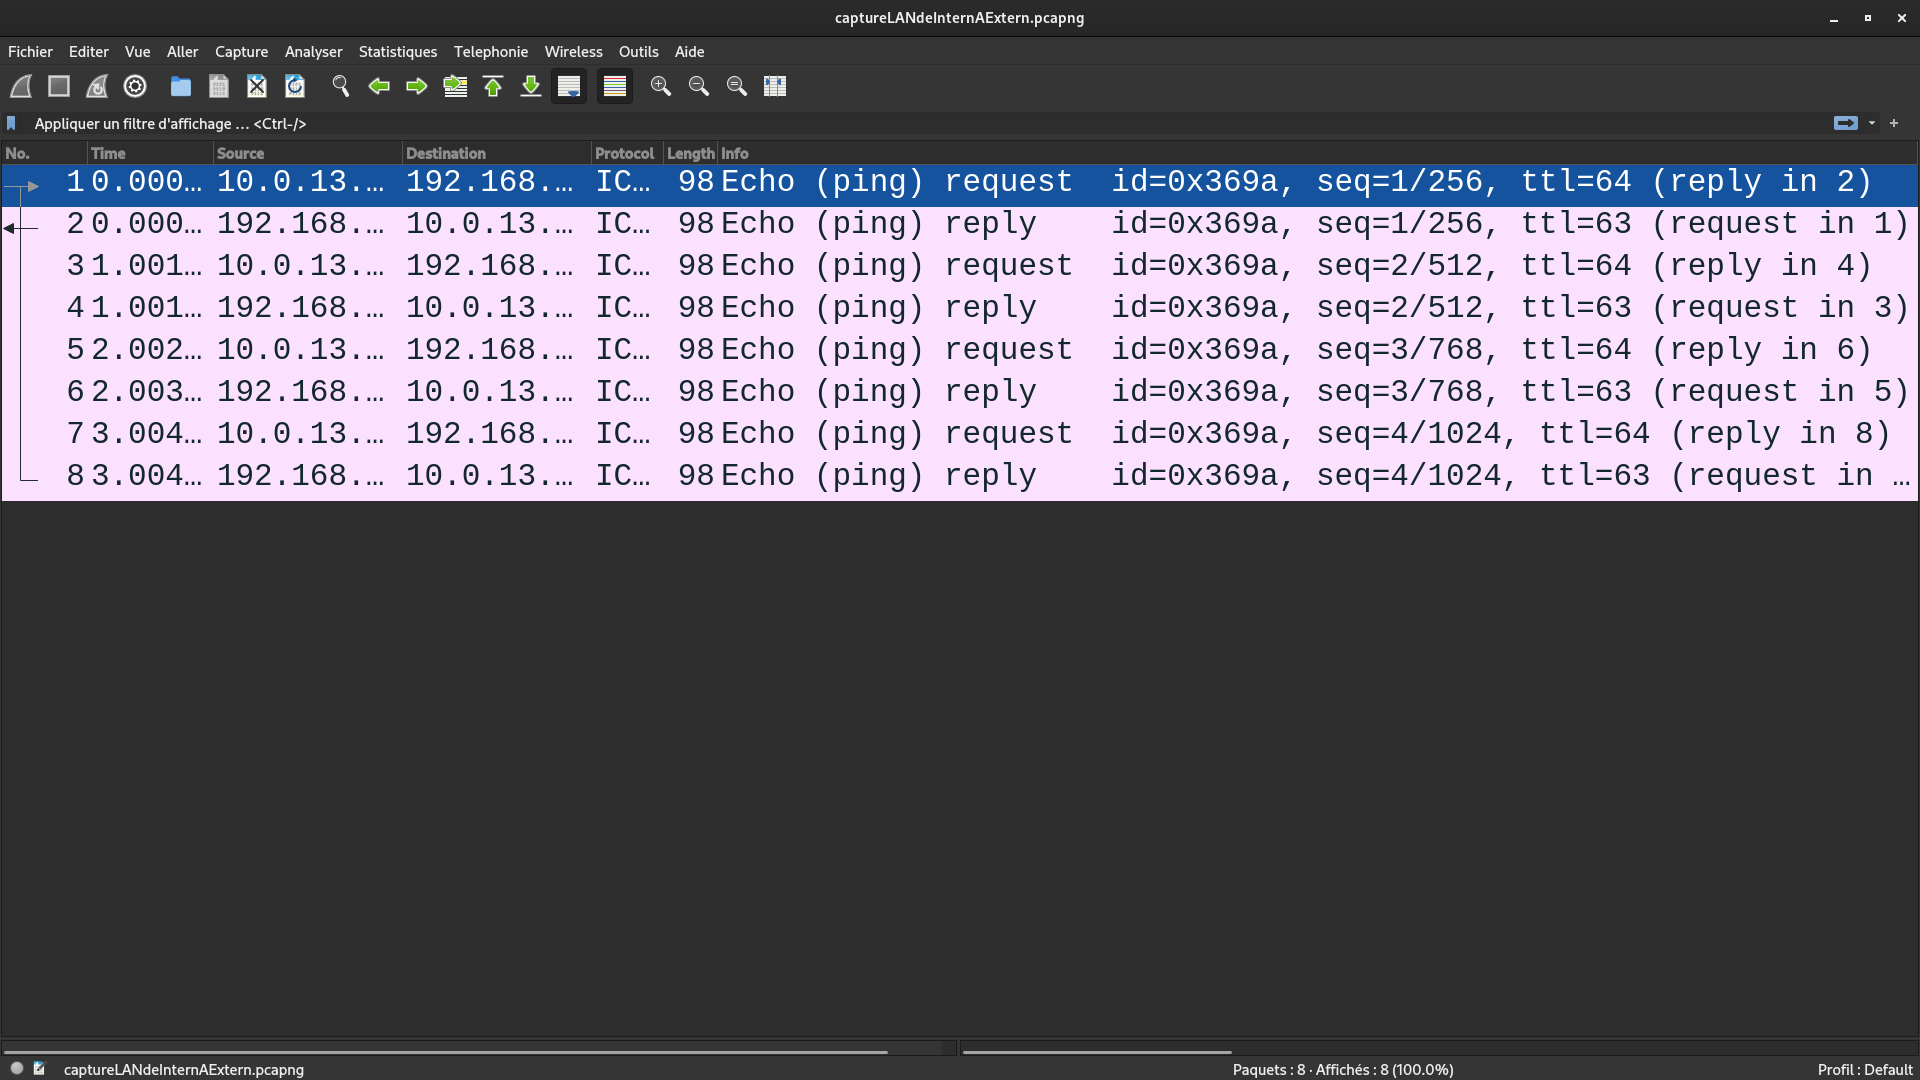 captureLANdeInternAExtern.pcapng
Fichier Editer Vue Aller Capture Analyser Statistiques Telephonie Wireless Outils Aide
Appliquer un filtre d'affichage … <Ctrl-/>
No. Time Source Destination Protocol Length Info
1 0.000… 10.0.13.… 192.168.… IC… 98 Echo (ping) request id=0x369a, seq=1/256, ttl=64 (reply in 2)
2 0.000… 192.168.… 10.0.13.… IC… 98 Echo (ping) reply id=0x369a, seq=1/256, ttl=63 (request in 1)
3 1.001… 10.0.13.… 192.168.… IC… 98 Echo (ping) request id=0x369a, seq=2/512, ttl=64 (reply in 4)
4 1.001… 192.168.… 10.0.13.… IC… 98 Echo (ping) reply id=0x369a, seq=2/512, ttl=63 (request in 3)
5 2.002… 10.0.13.… 192.168.… IC… 98 Echo (ping) request id=0x369a, seq=3/768, ttl=64 (reply in 6)
6 2.003… 192.168.… 10.0.13.… IC… 98 Echo (ping) reply id=0x369a, seq=3/768, ttl=63 (request in 5)
7 3.004… 10.0.13.… 192.168.… IC… 98 Echo (ping) request id=0x369a, seq=4/1024, ttl=64 (reply in 8)
8 3.004… 192.168.… 10.0.13.… IC… 98 Echo (ping) reply id=0x369a, seq=4/1024, ttl=63 (request in …
captureLANdeInternAExtern.pcapng Paquets : 8 · Affichés : 8 (100.0%) Profil : Default